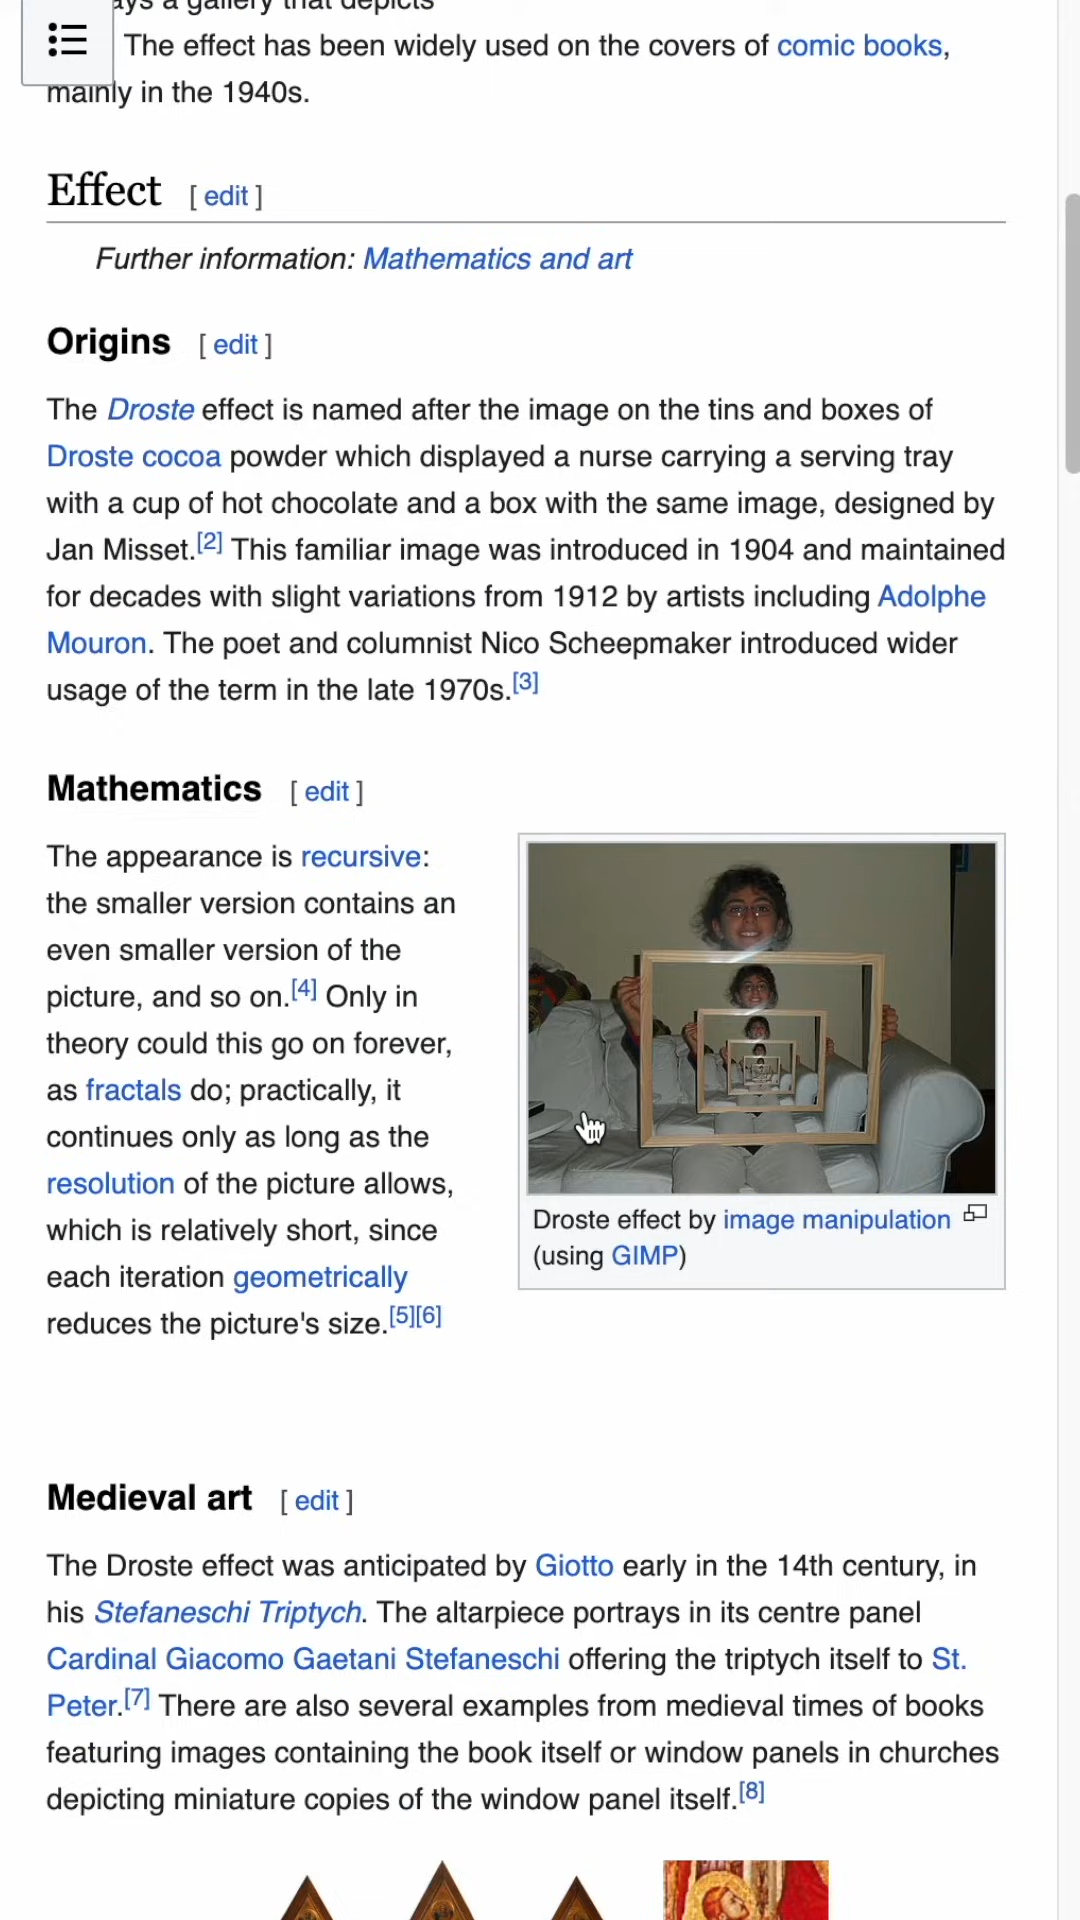 ays a gallery that depicts
The effect has been widely used on the covers of comic books,
mainly in the 1940s.
Effect [ edit ]
Further information: Mathematics and art
Origins [ edit ]
The Droste effect is named after the image on the tins and boxes of
Droste cocoa powder which displayed a nurse carrying a serving tray
with a cup of hot chocolate and a box with the same image, designed by
Jan Misset.[2] This familiar image was introduced in 1904 and maintained
for decades with slight variations from 1912 by artists including Adolphe
Mouron. The poet and columnist Nico Scheepmaker introduced wider
usage of the term in the late 1970s.[3]
Mathematics [ edit ]
The appearance is recursive:
the smaller version contains an
even smaller version of the
picture, and so on.[4] Only in
theory could this go on forever,
as fractals do; practically, it
continues only as long as the
resolution of the picture allows,
which is relatively short, since
each iteration geometrically
reduces the picture's size.[5][6]
Droste effect by image manipulation
(using GIMP)
Medieval art [ edit ]
The Droste effect was anticipated by Giotto early in the 14th century, in
his Stefaneschi Triptych. The altarpiece portrays in its centre panel
Cardinal Giacomo Gaetani Stefaneschi offering the triptych itself to St.
Peter.[7] There are also several examples from medieval times of books
featuring images containing the book itself or window panels in churches
depicting miniature copies of the window panel itself.[8]